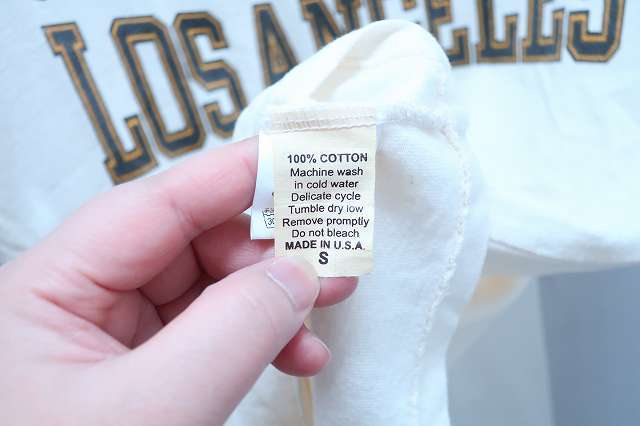 LOS ANGELES
100% COTTON
Machine wash
in cold water
Delicate cycle
Tumble dry low
Remove promptly
Do not bleach
MADE IN U.S.A.
S